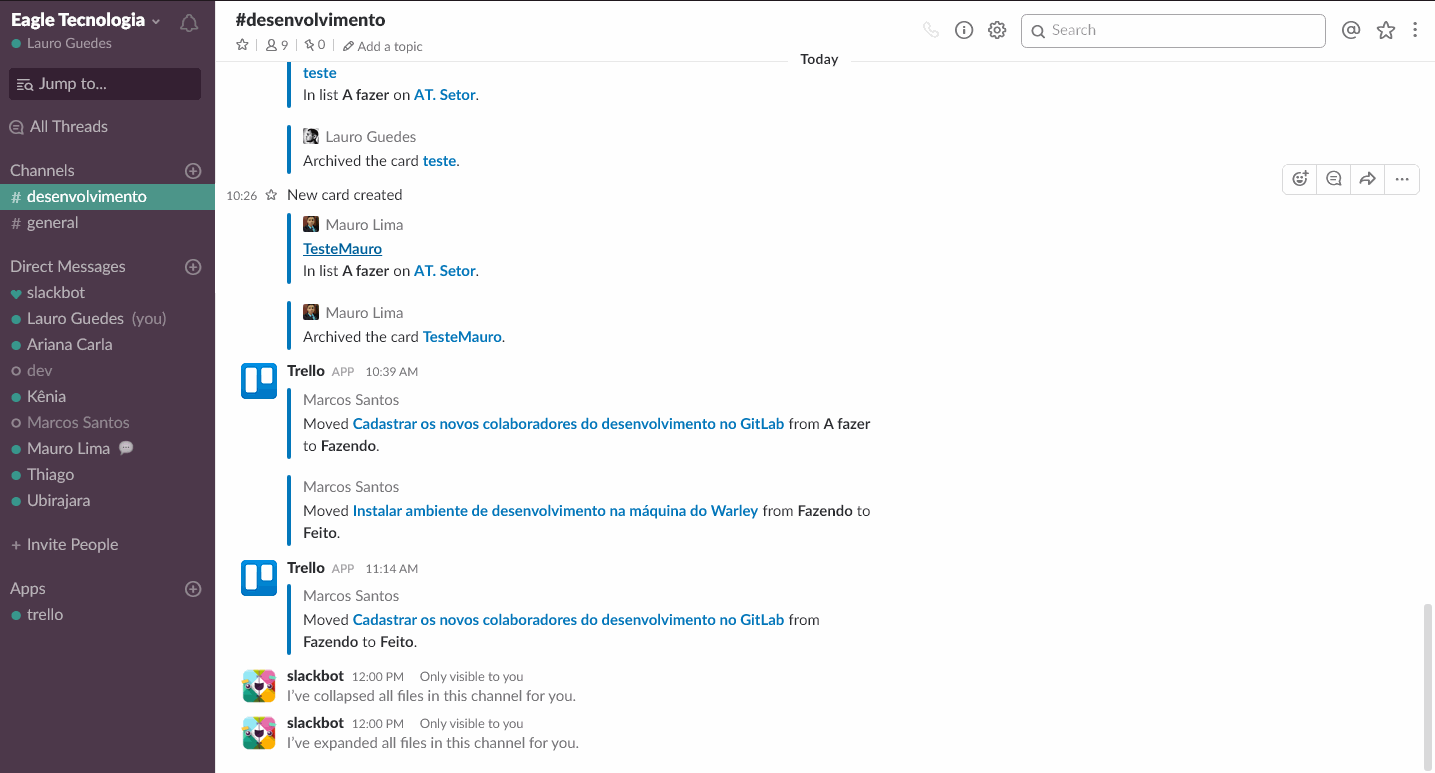 Eagle Tecnologia
Lauro Guedes
Jump to...
All Threads
Channels
# desenvolvimento
# general
Direct Messages
slackbot
Lauro Guedes (you)
Ariana Carla
dev
Kênia
Marcos Santos
Mauro Lima
Thiago
Ubirajara
+ Invite People
Apps
trello
#desenvolvimento
9
0
Add a topic
Search
Today
teste
In list A fazer on AT. Setor.
Lauro Guedes
Archived the card teste.
10:26 New card created
Mauro Lima
TesteMauro
In list A fazer on AT. Setor.
Mauro Lima
Archived the card TesteMauro.
Trello APP 10:39 AM
Marcos Santos
Moved Cadastrar os novos colaboradores do desenvolvimento no GitLab from A fazer
to Fazendo.
Marcos Santos
Moved Instalar ambiente de desenvolvimento na máquina do Warley from Fazendo to
Feito.
Trello APP 11:14 AM
Marcos Santos
Moved Cadastrar os novos colaboradores do desenvolvimento no GitLab from
Fazendo to Feito.
slackbot 12:00 PM Only visible to you
I’ve collapsed all files in this channel for you.
slackbot 12:00 PM Only visible to you
I’ve expanded all files in this channel for you.